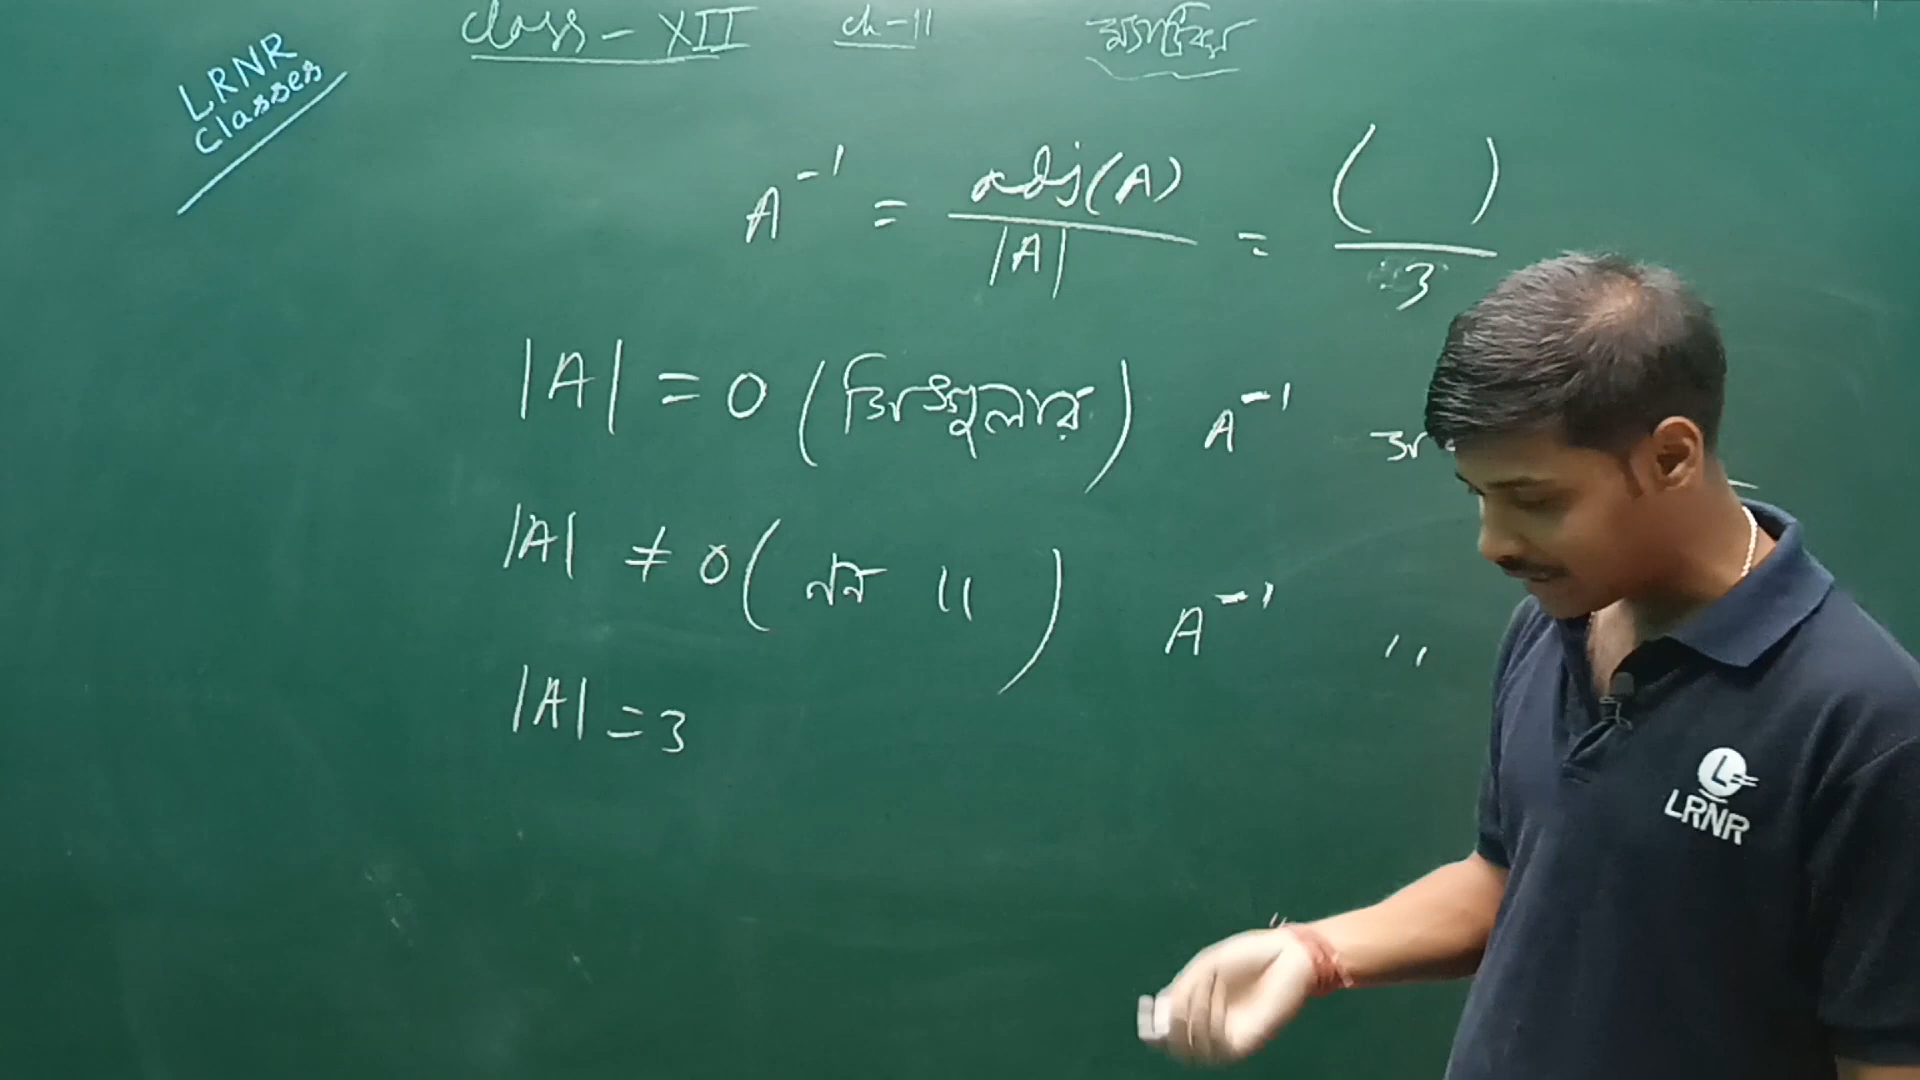 Class - XII ch-11 ম্যাট্রিক্স
LRNR
Classes
A⁻¹ = adj(A) / |A| = ( ) / 3
|A| = 0 (সিংগুলার) A⁻¹
|A| ≠ 0 ( নন " ) A⁻¹ "
|A| = 3
L
LRNR